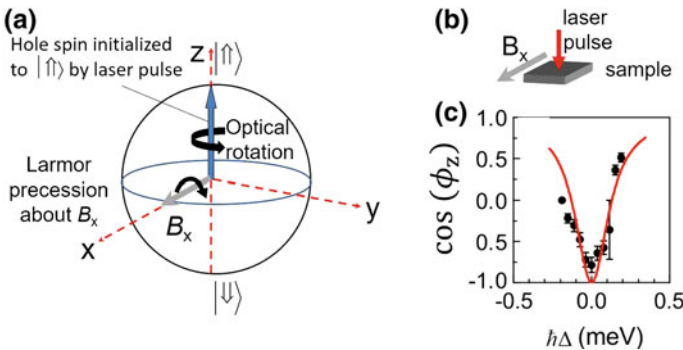 (a)
Hole spin initialized
to |⇑⟩ by laser pulse
z
|⇑⟩
Optical
rotation
Larmor
precession
about Bx
Bx
x
y
|⇓⟩
(b)
laser
pulse
Bx
sample
(c)
cos (ϕz)
1.0
0.5
0.0
0.5
-1.0
-0.5
0.0
0.5
ħΔ (meV)